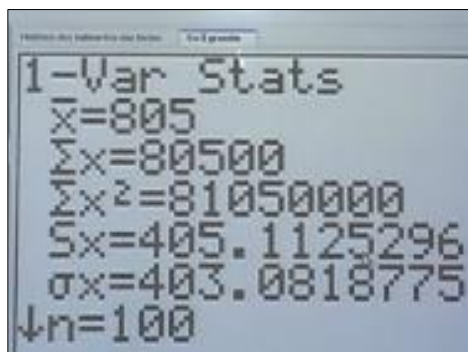 1-Var Stats
x̄=805
Σx=80500
Σx²=81050000
Sx=405.1125296
σx=403.0818775
↓n=100